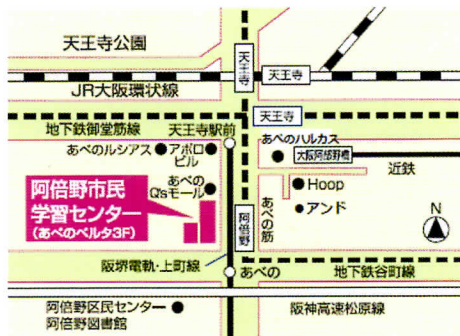 天王寺公園
天王寺
天王寺
JR大阪環状線
天王寺
地下鉄御堂筋線
天王寺駅前
あべのハルカス
あべのルシアス
アポロ
ビル
大阪阿部野橋
近鉄
あべの
Q'sモール
Hoop
阿倍野市民
学習センター
(あべのベルタ3F)
阿倍野
あべの筋
アンド
N
阪堺電軌・上町線
あべの
地下鉄谷町線
阿倍野区民センター
阿倍野図書館
阪神高速松原線